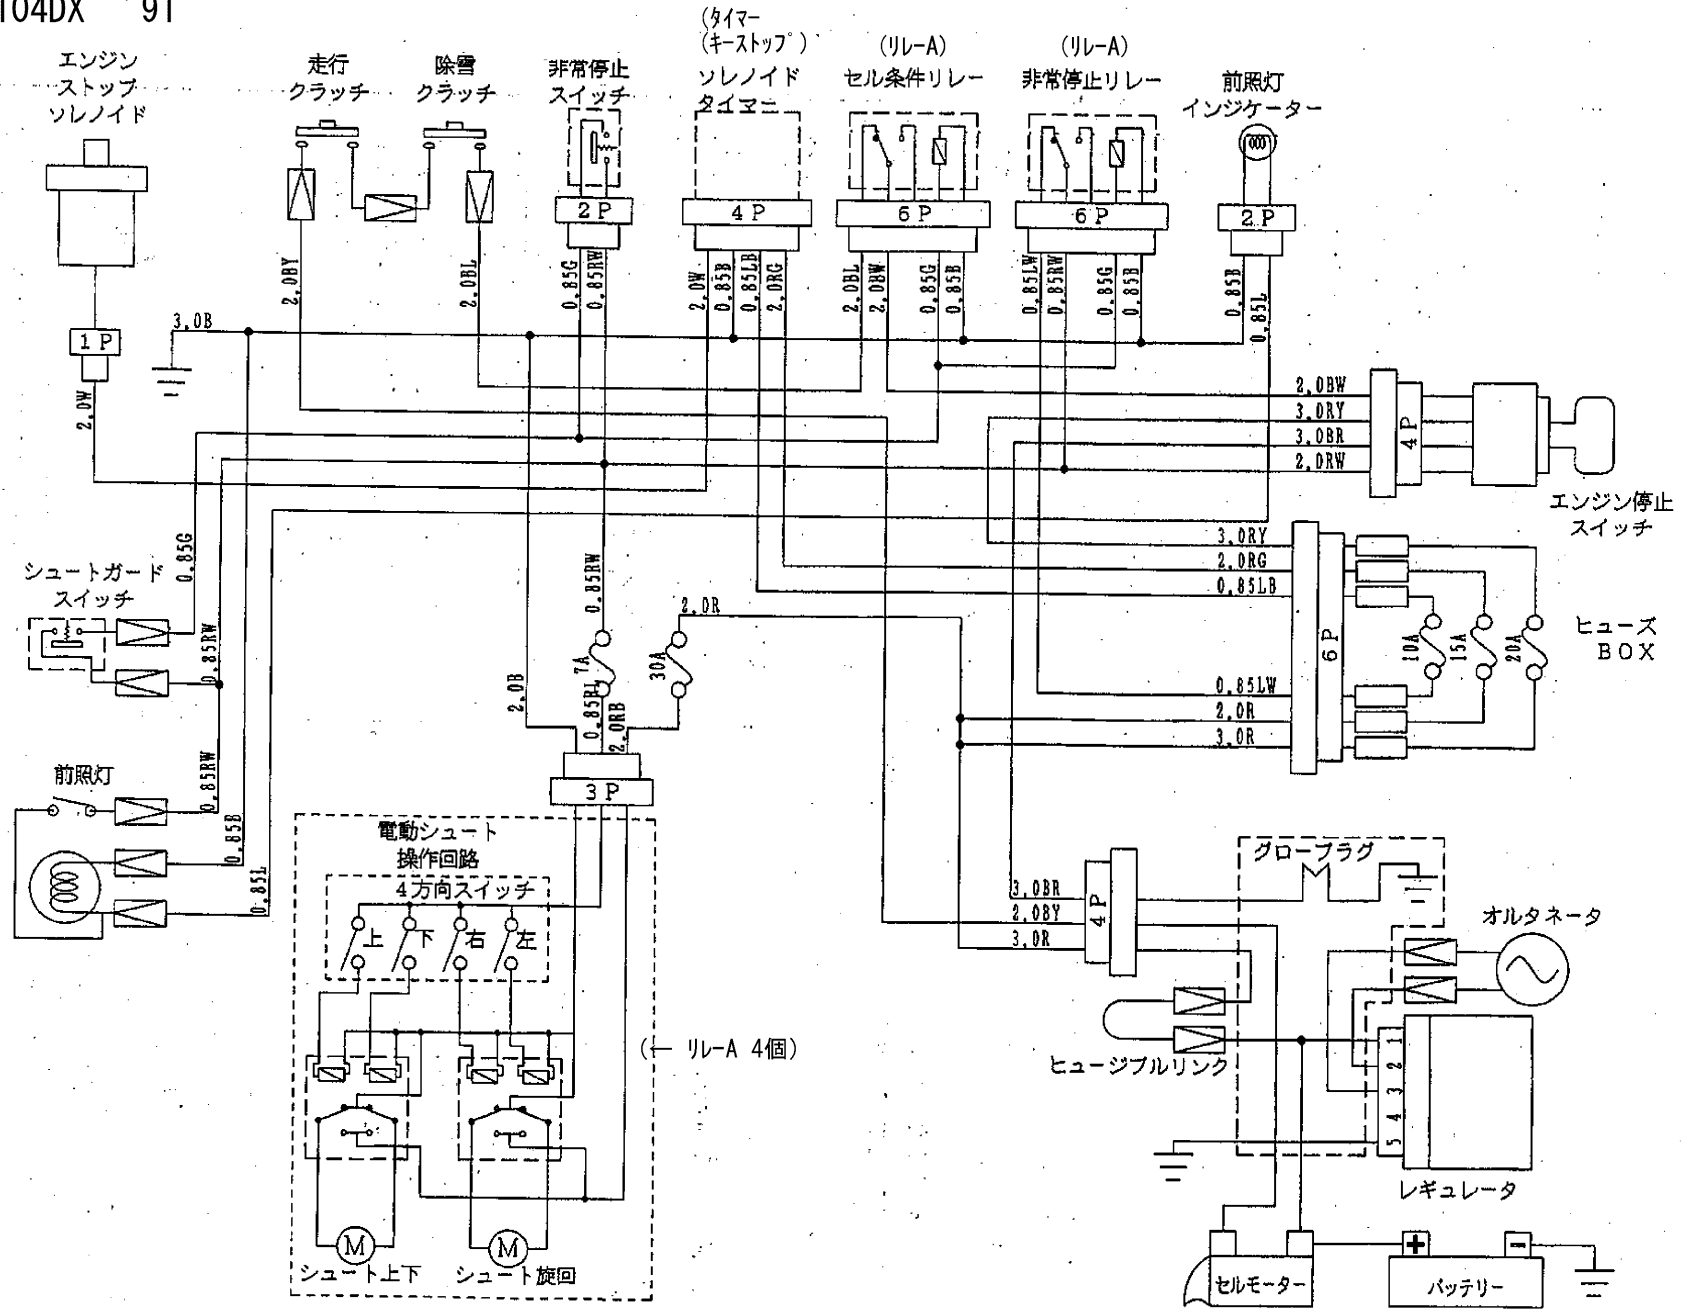 104DX '91
エンジン
ストップ
ソレノイド
走行
クラッチ
除雪
クラッチ
非常停止
スイッチ
(タイマー
(キーストップ)
ソレノイド
タイマー
(リレーA)
セル条件リレー
(リレーA)
非常停止リレー
前照灯
インジケーター
2P
4P
6P
6P
2P
2.0BY
2.0BL
0.85G
0.85RW
2.0W
0.85B
0.85LB
2.0RG
2.0BL
2.0BW
0.85G
0.85B
0.85LW
0.85RW
0.85G
0.85B
0.85B
0.85L
3.0B
1P
2.0W
2.0BW
3.0RY
3.0BR
2.0RW
4P
エンジン停止
スイッチ
0.85G
シュートガード
スイッチ
0.85RW
0.85RW
前照灯
0.85B
0.85L
0.85RW
2.0R
7A
30A
2.0B
0.85BL
2.0RB
3P
3.0RY
2.0RG
0.85LB
6P
10A
15A
20A
ヒューズ
BOX
0.85LW
2.0R
3.0R
電動シュート
操作回路
4方向スイッチ
上
下
右
左
(← リレーA 4個)
M
M
シュート上下
シュート旋回
3.0BR
2.0BY
3.0R
4P
グロープラグ
オルタネータ
ヒュージブルリンク
1
2
3
4
5
レギュレータ
セルモーター
+
-
バッテリー